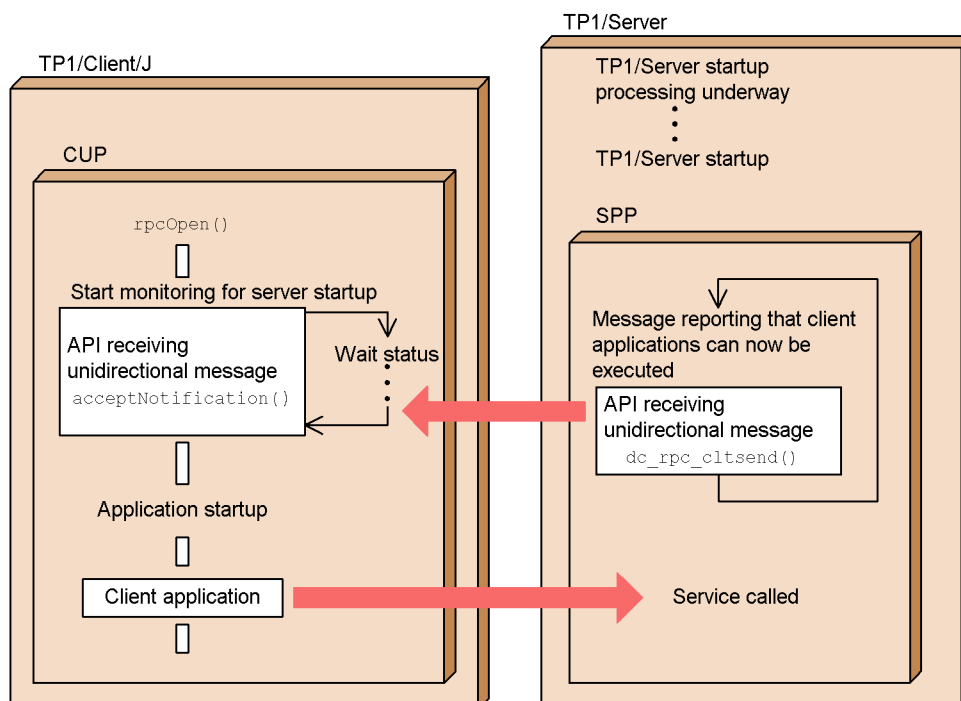 TP1/Client/J
CUP
rpcOpen()
Start monitoring for server startup
API receiving
unidirectional message
acceptNotification()
Wait status
Application startup
Client application
TP1/Server
TP1/Server startup
processing underway
TP1/Server startup
SPP
Message reporting that client
applications can now be
executed
API receiving
unidirectional message
dc_rpc_cltsend()
Service called